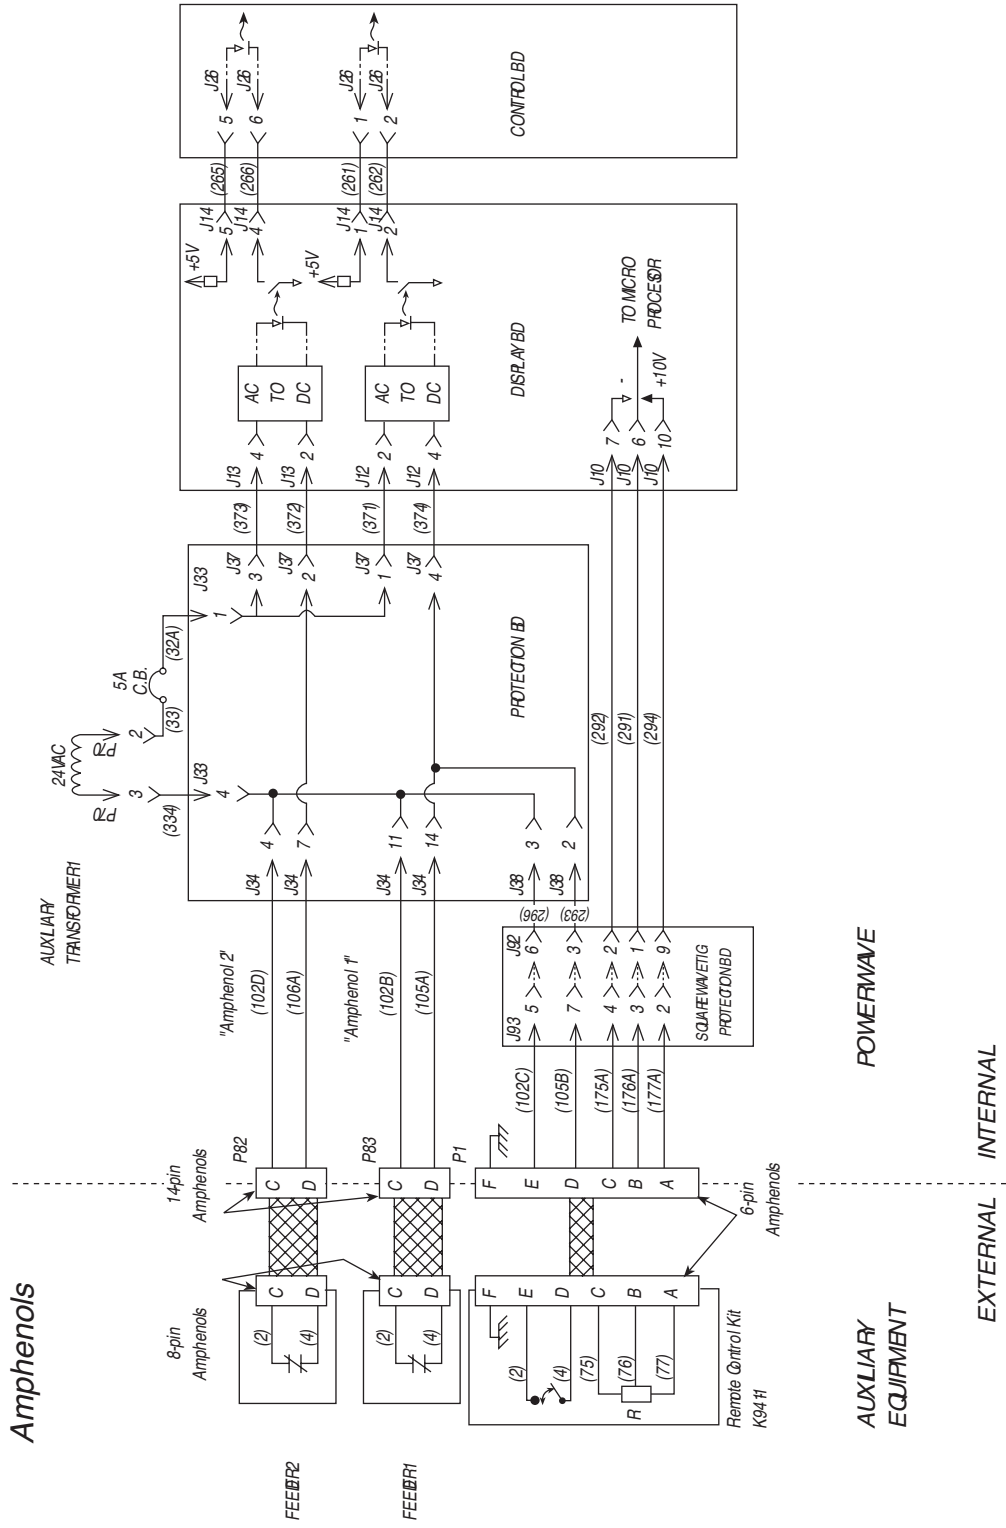 Amphenols
AUXILIARY
TRANSFORMER 1
24VAC
P70
P70
3
2
5A
C.B.
(334)
(33)
(32A)
J33
J33
4
1
FEEDER 2
8-pin
Amphenols
(2)
(4)
C
D
14-pin
Amphenols
P82
C
D
"Amphenol 2"
(102D)
(106A)
J34
J34
4
7
J37
J37
3
2
(373)
(372)
J13
J13
4
2
AC
TO
DC
+5V
J14
J14
5
4
(265)
(266)
5
6
J26
J26
FEEDER 1
(2)
(4)
C
D
P83
C
D
"Amphenol 1"
(102B)
(105A)
J34
J34
11
14
J37
J37
1
4
(371)
(374)
J12
J12
2
4
AC
TO
DC
+5V
J14
J14
1
2
(261)
(262)
1
2
J26
J26
PROTECTION BD
DISPLAY BD
CONTROL BD
Remote Control Kit
K941-1
R
(2)
(4)
(75)
(76)
(77)
F
E
D
C
B
A
6-pin
Amphenols
P1
F
E
D
C
B
A
(102C)
(105B)
(175A)
(176A)
(177A)
J93
5
7
4
3
2
J92
6
3
2
1
9
SQUARE WAVE TIG
PROTECTION BD
(296)
(293)
J38
J38
3
2
(292)
(291)
(294)
J10
J10
J10
7
6
10
-
+10V
TO MICRO
PROCESOR
AUXILIARY
EQUIPMENT
POWERWAVE
EXTERNAL
INTERNAL